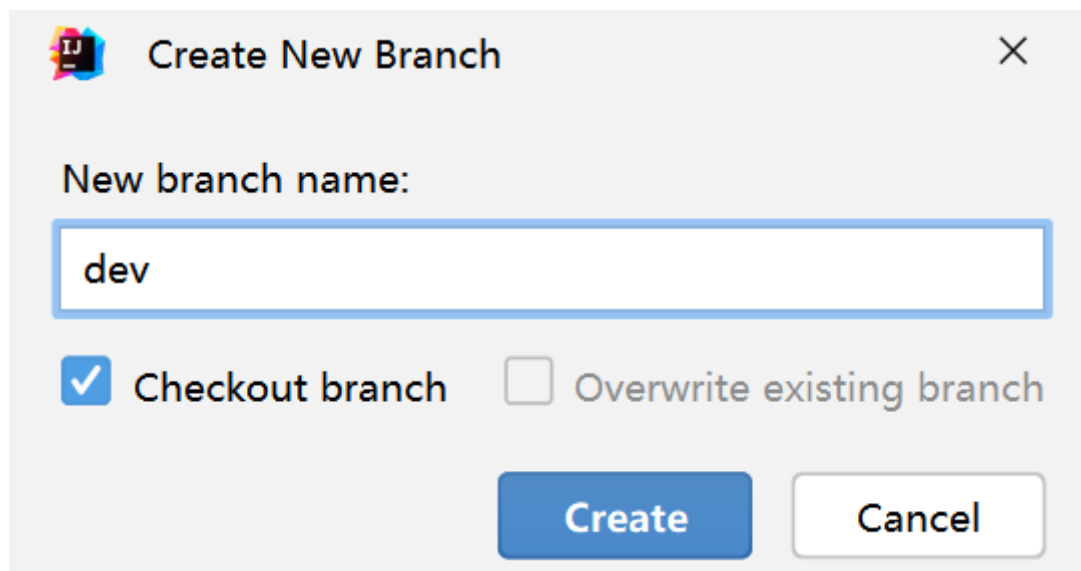 IJ
Create New Branch
New branch name:
dev
Checkout branch Overwrite existing branch
Create Cancel